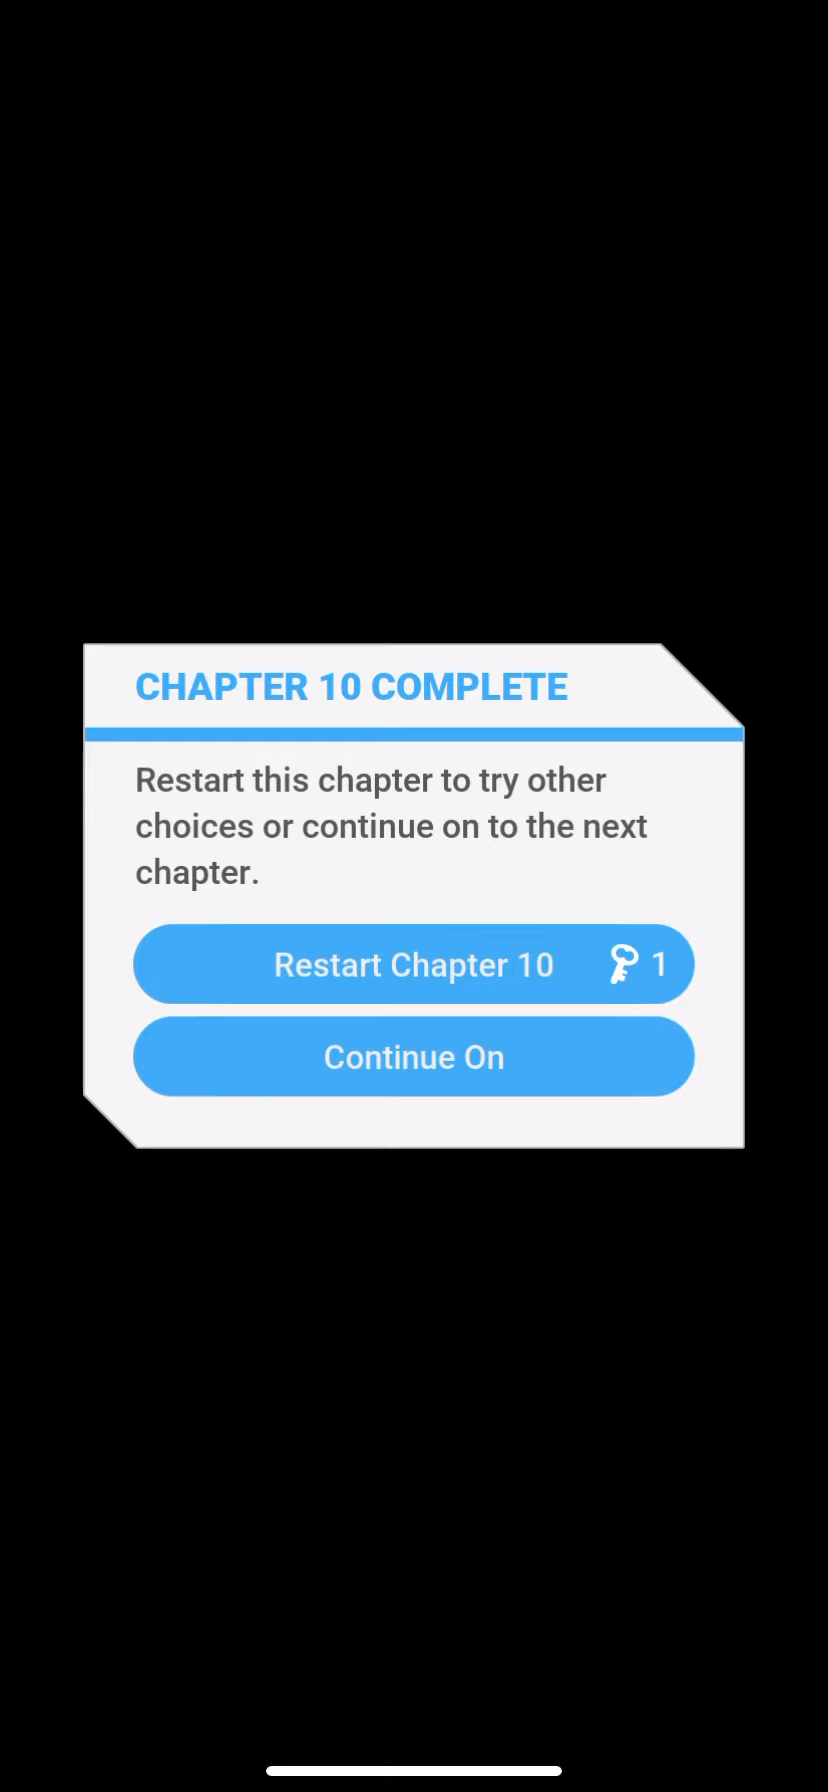 CHAPTER 10 COMPLETE
Restart this chapter to try other
choices or continue on to the next
chapter.
Restart Chapter 10 1
Continue On